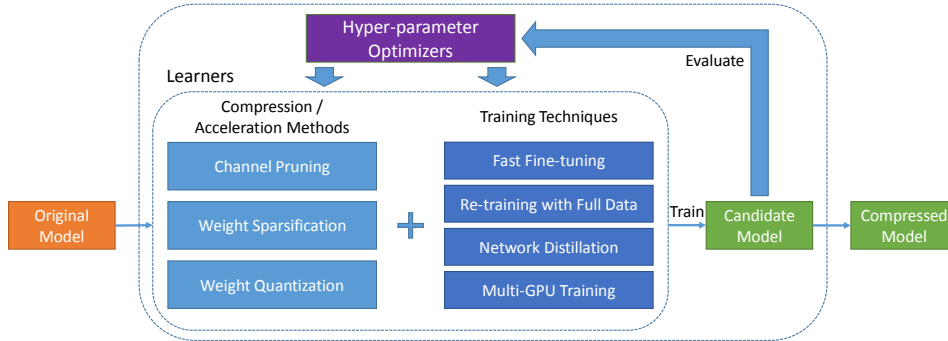 Hyper-parameter
Optimizers
Evaluate
Learners
Compression /
Acceleration Methods
Training Techniques
Channel Pruning
Weight Sparsification
Weight Quantization
Fast Fine-tuning
Re-training with Full Data
Network Distillation
Multi-GPU Training
Original
Model
Train
Candidate
Model
Compressed
Model